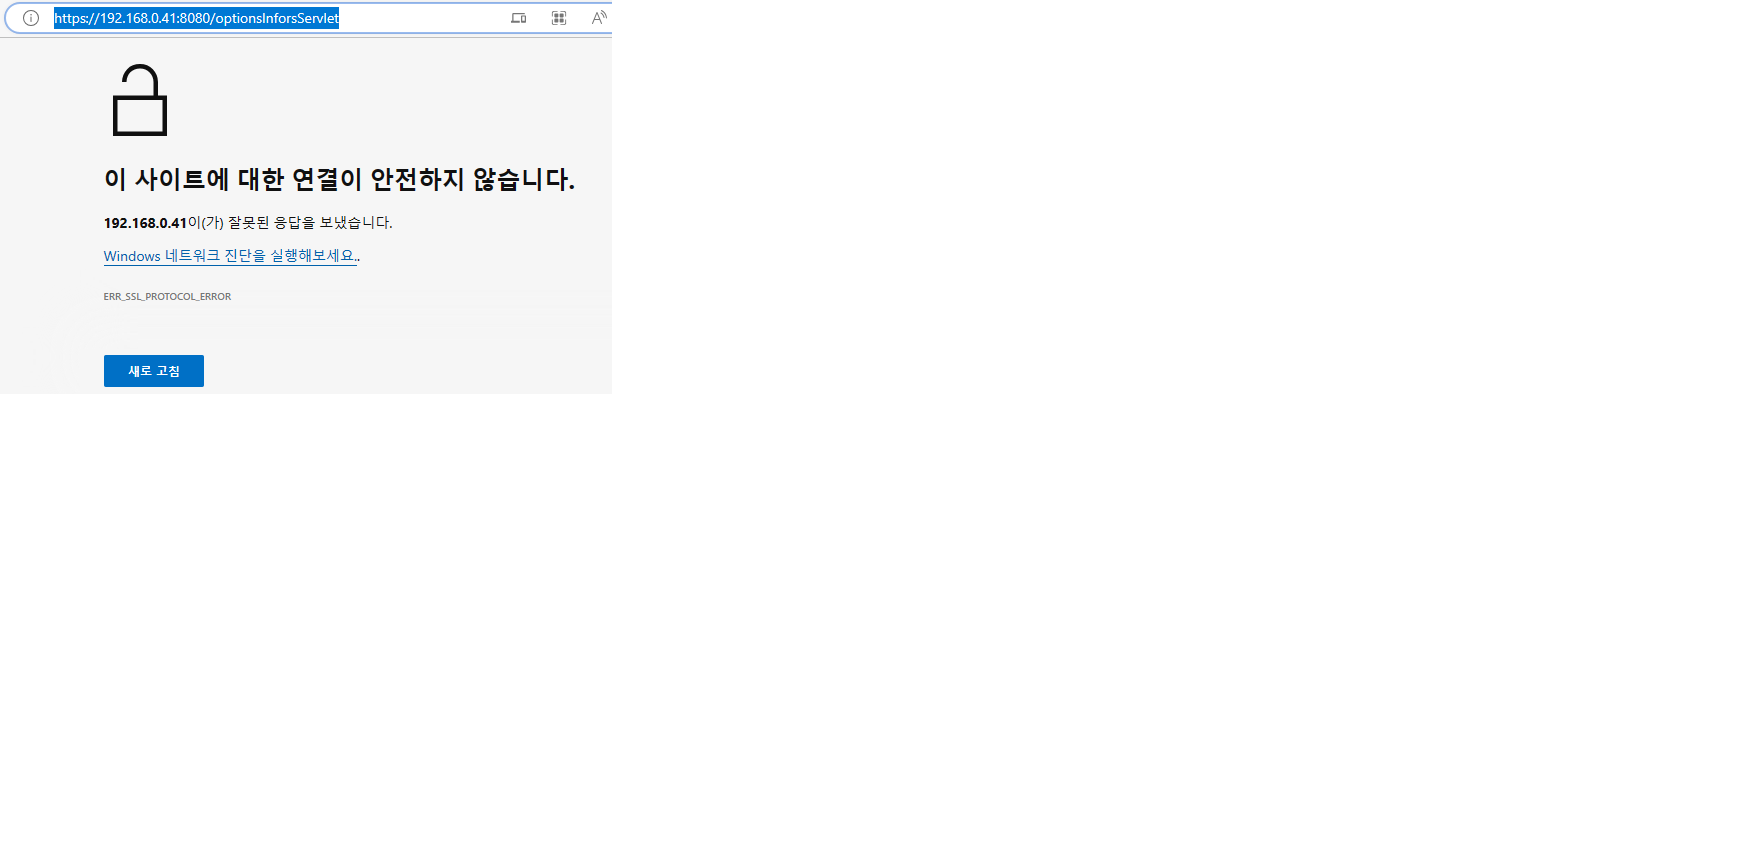 https://192.168.0.41:8080/optionsInforsServlet
이 사이트에 대한 연결이 안전하지 않습니다.
192.168.0.41이(가) 잘못된 응답을 보냈습니다.
Windows 네트워크 진단을 실행해보세요..
ERR_SSL_PROTOCOL_ERROR
새로 고침